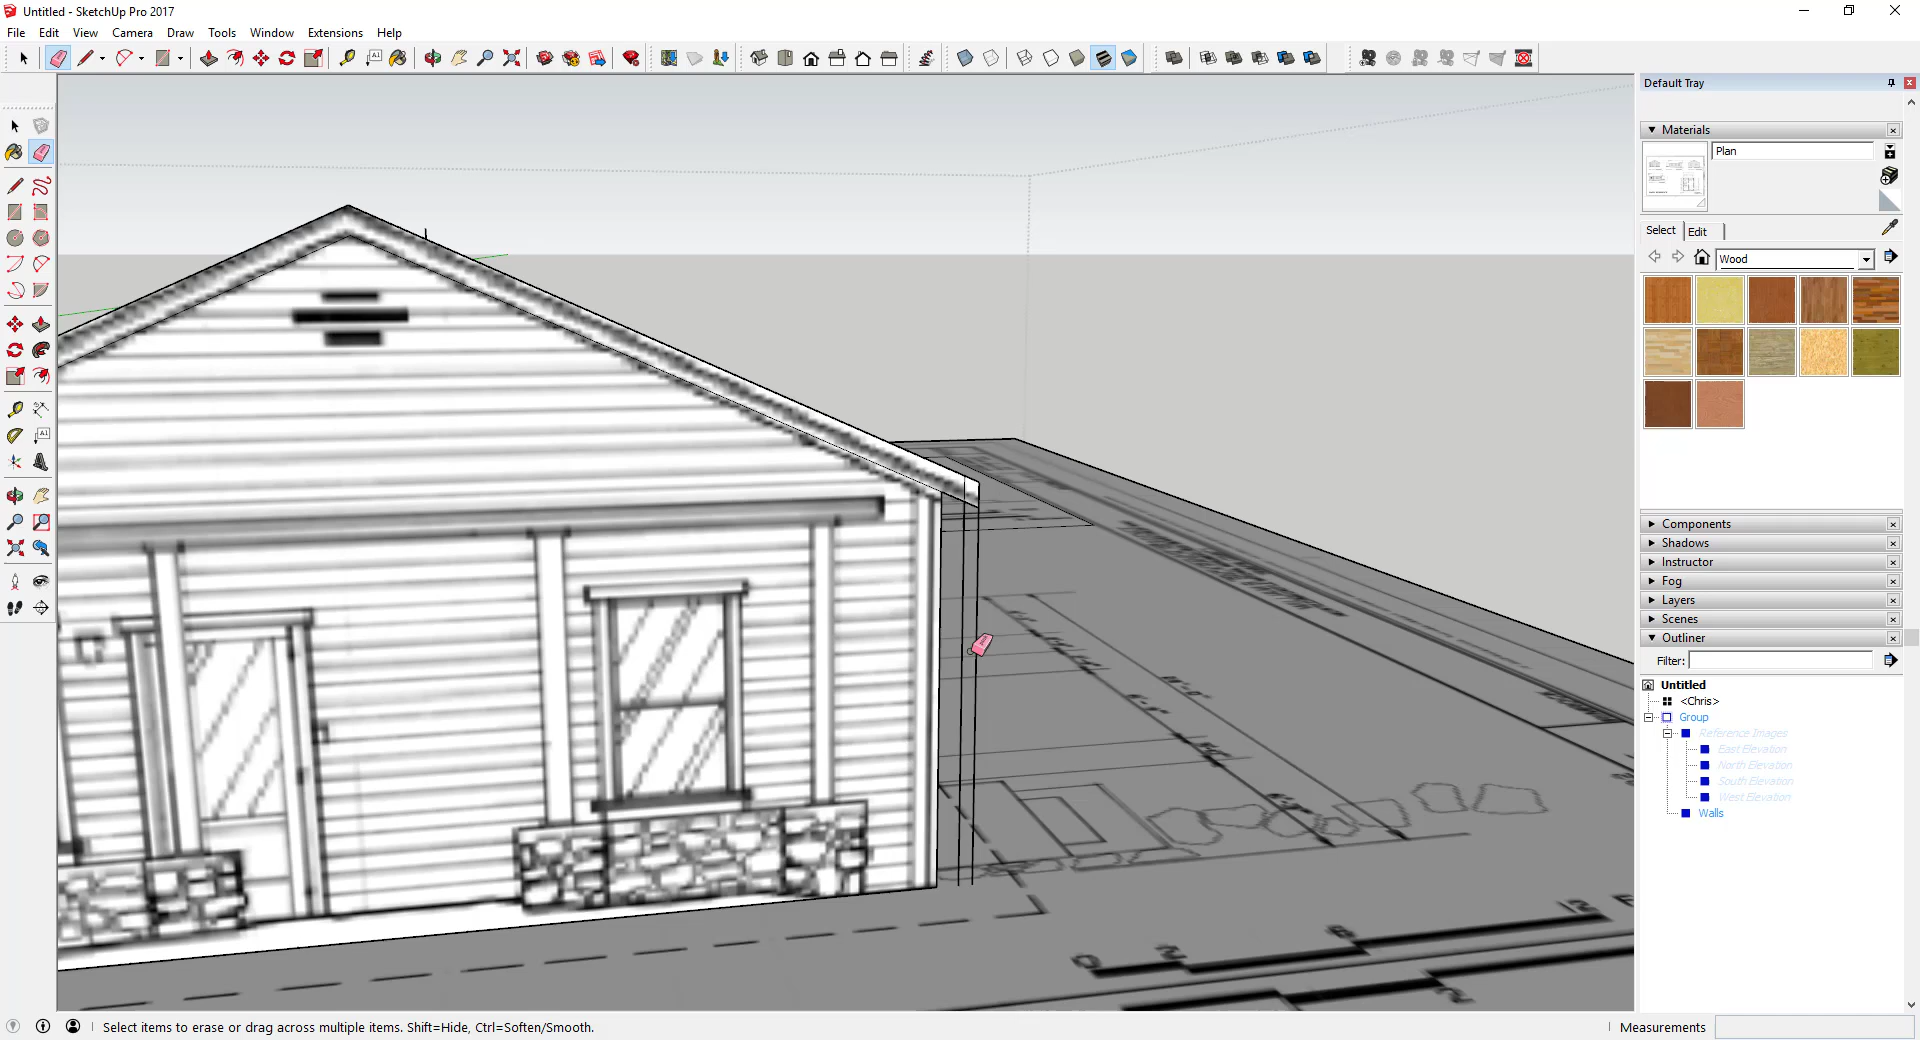 Untitled - SketchUp Pro 2017
File Edit View Camera Draw Tools Window Extensions Help
Default Tray
Materials
Plan
Select Edit
Wood
Components
Shadows
Instructor
Fog
Layers
Scenes
Outliner
Filter:
Untitled
<Chris>
Group
Reference Images
East Elevation
North Elevation
South Elevation
West Elevation
Walls
Select items to erase or drag across multiple items. Shift=Hide, Ctrl=Soften/Smooth.
Measurements